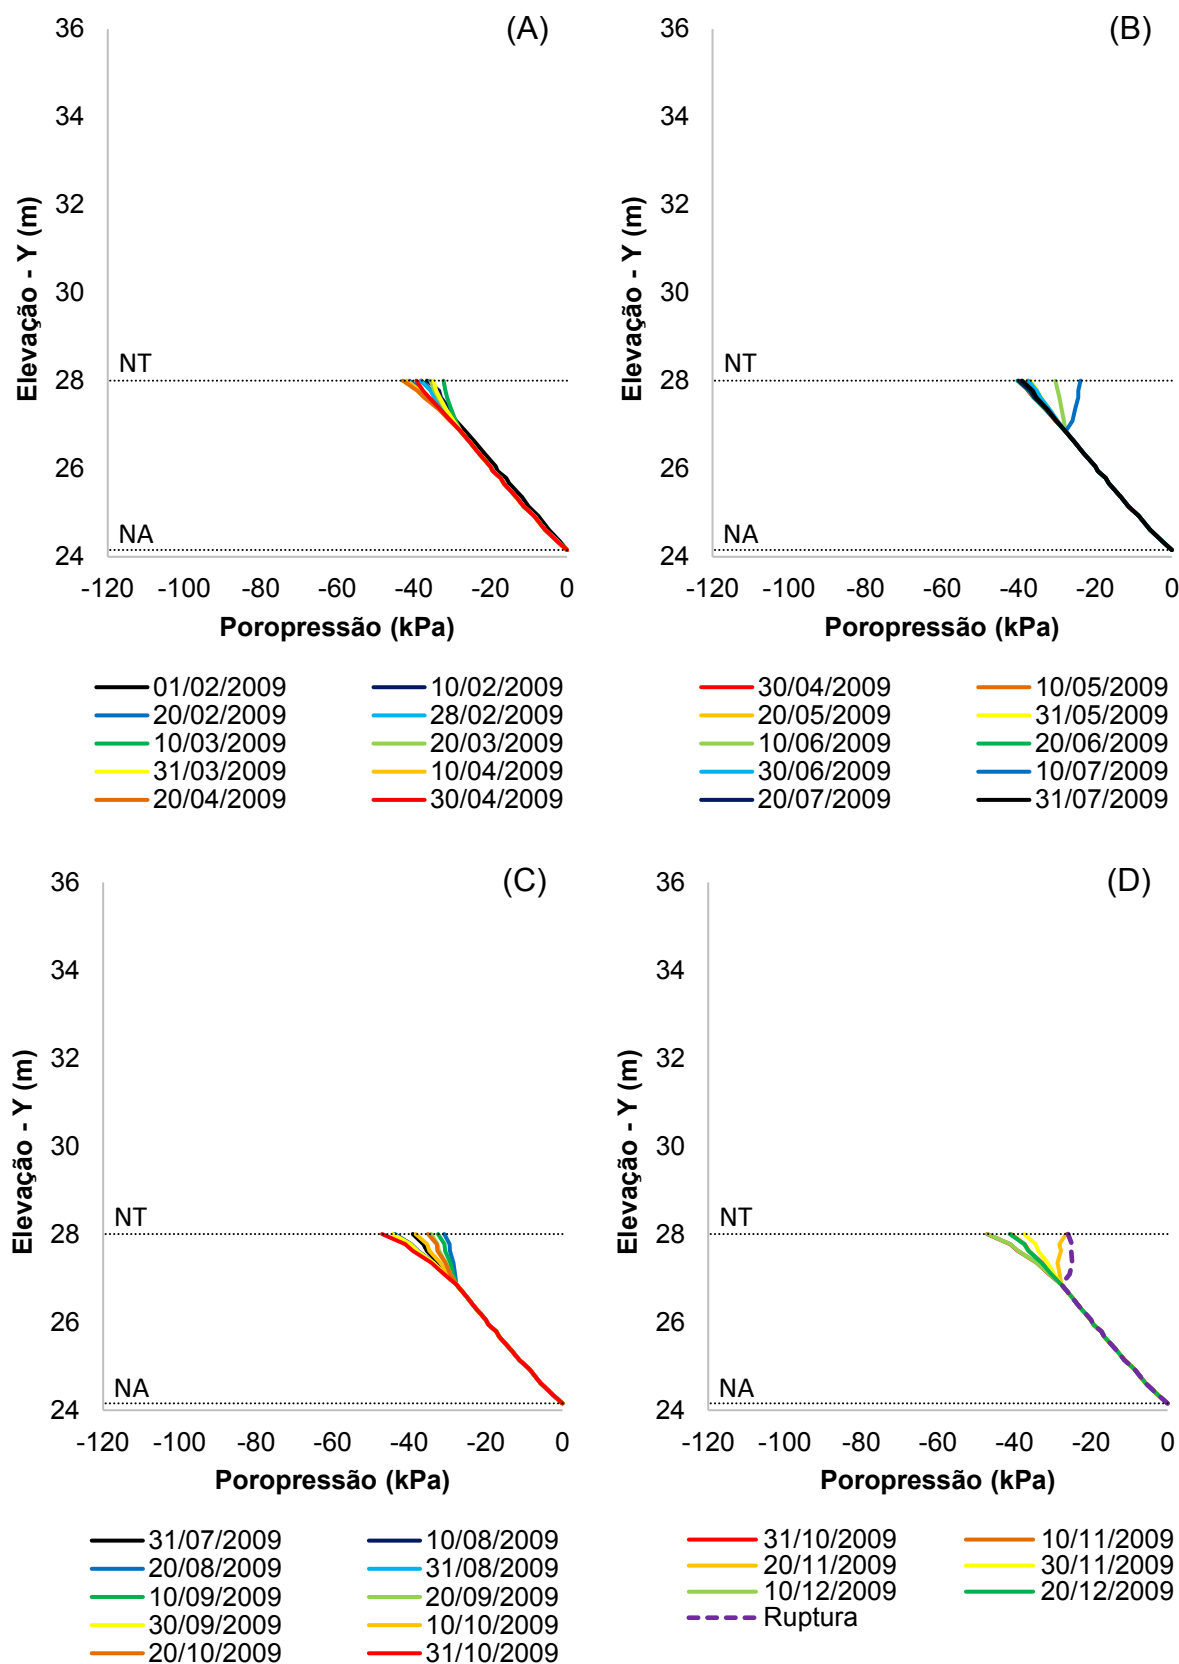 (A)
36
34
32
30
28
26
24
Elevação - Y (m)
NT
NA
-120 -100 -80 -60 -40 -20 0
Poropressão (kPa)
01/02/2009 10/02/2009
20/02/2009 28/02/2009
10/03/2009 20/03/2009
31/03/2009 10/04/2009
20/04/2009 30/04/2009
(B)
36
34
32
30
28
26
24
Elevação - Y (m)
NT
NA
-120 -100 -80 -60 -40 -20 0
Poropressão (kPa)
30/04/2009 10/05/2009
20/05/2009 31/05/2009
10/06/2009 20/06/2009
30/06/2009 10/07/2009
20/07/2009 31/07/2009
(C)
36
34
32
30
28
26
24
Elevação - Y (m)
NT
NA
-120 -100 -80 -60 -40 -20 0
Poropressão (kPa)
31/07/2009 10/08/2009
20/08/2009 31/08/2009
10/09/2009 20/09/2009
30/09/2009 10/10/2009
20/10/2009 31/10/2009
(D)
36
34
32
30
28
26
24
Elevação - Y (m)
NT
NA
-120 -100 -80 -60 -40 -20 0
Poropressão (kPa)
31/10/2009 10/11/2009
20/11/2009 30/11/2009
10/12/2009 20/12/2009
Ruptura